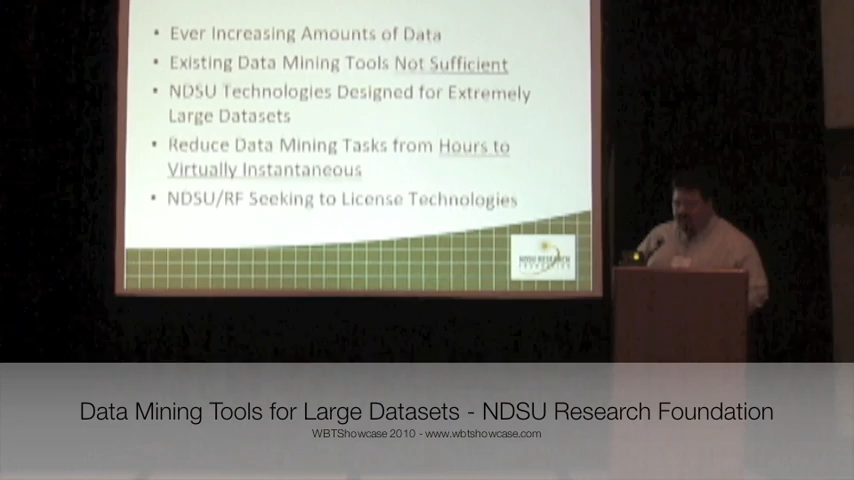 • Ever Increasing Amounts of Data
• Existing Data Mining Tools Not Sufficient
• NDSU Technologies Designed for Extremely
Large Datasets
• Reduce Data Mining Tasks from Hours to
Virtually Instantaneous
• NDSU/RF Seeking to License Technologies
NDSU RESEARCH
FOUNDATION
Data Mining Tools for Large Datasets - NDSU Research Foundation
WBTShowcase 2010 - www.wbtshowcase.com